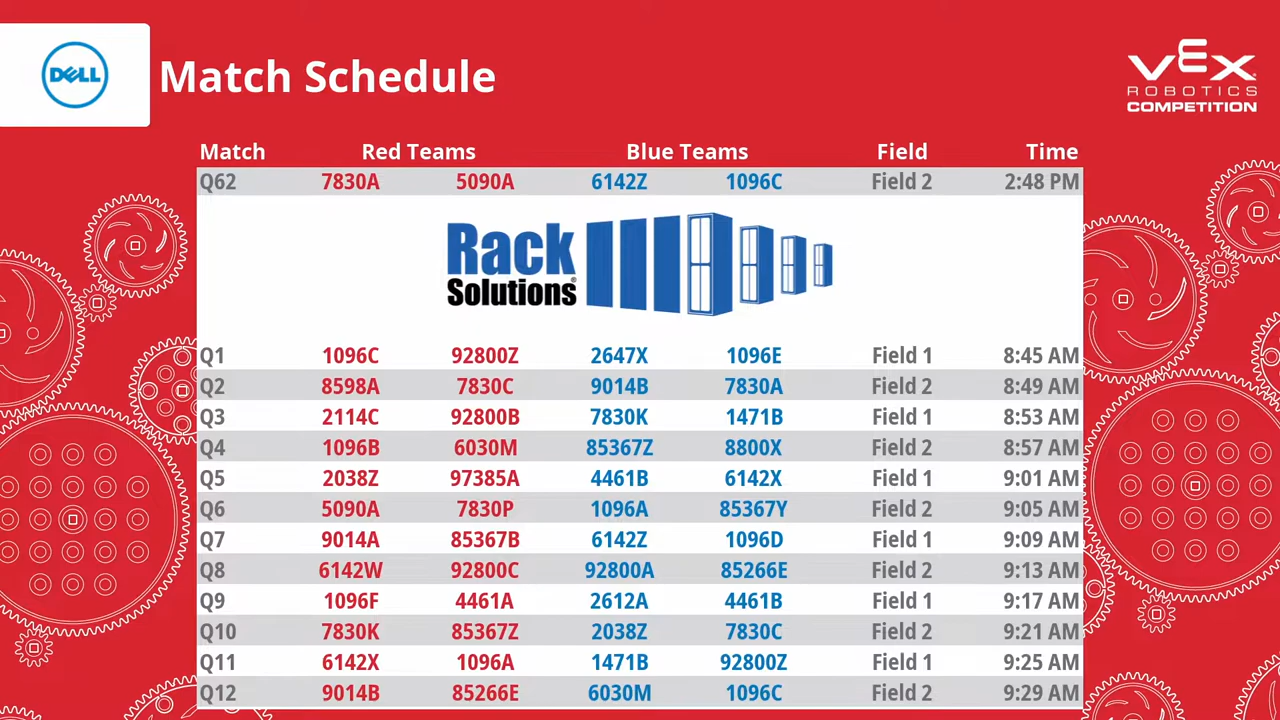 DELL
Match Schedule
VEX
ROBOTICS
COMPETITION
Match Red Teams Blue Teams Field Time
Q62 7830A 5090A 6142Z 1096C Field 2 2:48 PM
Rack
Solutions®
Q1 1096C 92800Z 2647X 1096E Field 1 8:45 AM
Q2 8598A 7830C 9014B 7830A Field 2 8:49 AM
Q3 2114C 92800B 7830K 1471B Field 1 8:53 AM
Q4 1096B 6030M 85367Z 8800X Field 2 8:57 AM
Q5 2038Z 97385A 4461B 6142X Field 1 9:01 AM
Q6 5090A 7830P 1096A 85367Y Field 2 9:05 AM
Q7 9014A 85367B 6142Z 1096D Field 1 9:09 AM
Q8 6142W 92800C 92800A 85266E Field 2 9:13 AM
Q9 1096F 4461A 2612A 4461B Field 1 9:17 AM
Q10 7830K 85367Z 2038Z 7830C Field 2 9:21 AM
Q11 6142X 1096A 1471B 92800Z Field 1 9:25 AM
Q12 9014B 85266E 6030M 1096C Field 2 9:29 AM